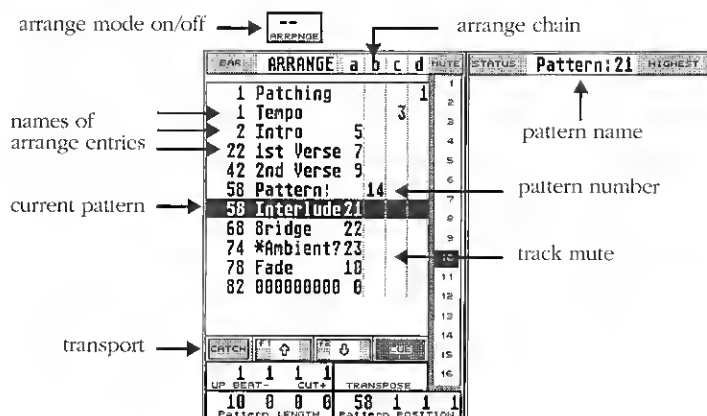 arrange mode on/off
--
ARRANGE
arrange chain
BAR ARRANGE a b c d MUTE
STATUS Pattern:21 HIGHEST
1 Patching 1
1 Tempo 3
2 Intro 5
22 1st Verse 7
42 2nd Verse 9
58 Pattern: 14
58 Interlude 21
68 Bridge 22
74 *Ambient? 23
78 Fade 10
82 000000000 0
1
2
3
4
5
6
7
8
9
10
11
12
13
14
15
16
names of
arrange entries
current pattern
transport
pattern name
pattern number
track mute
CATCH f1 ⇧ f2 ⇩ CUE
1 1 1 1
UP BEAT- CUT+ TRANSPOSE
10 0 0 0 58 1 1 1
Pattern LENGTH Pattern POSITION